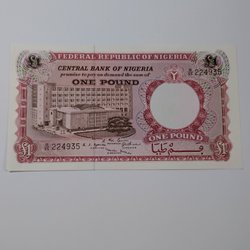 FEDERAL REPUBLIC OF NIGERIA
£1 £1
CENTRAL BANK OF NIGERIA
promise to pay on demand the sum of
224935
ONE POUND
224935
ONE POUND
£1 £1